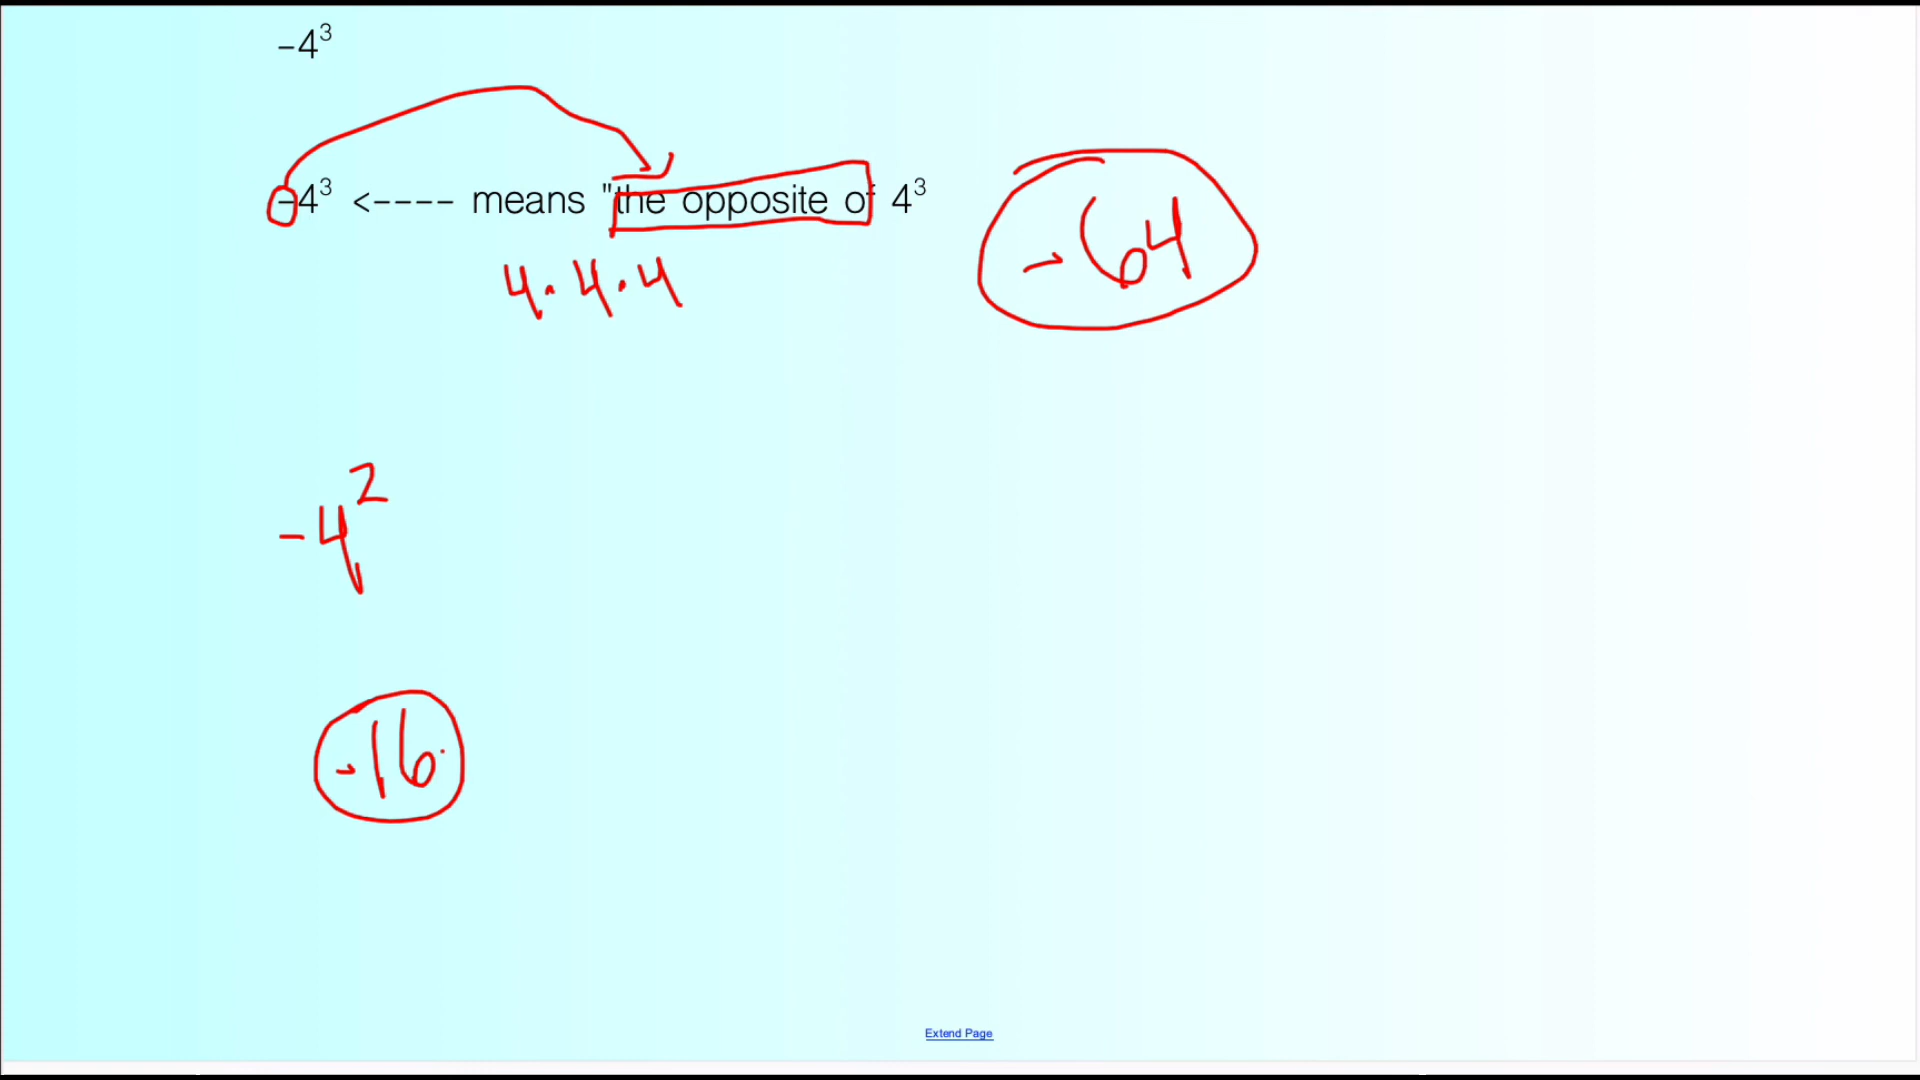 -4³
-4³ <---- means "the opposite of 4³
-64
4·4·4
-4²
-16
Extend Page